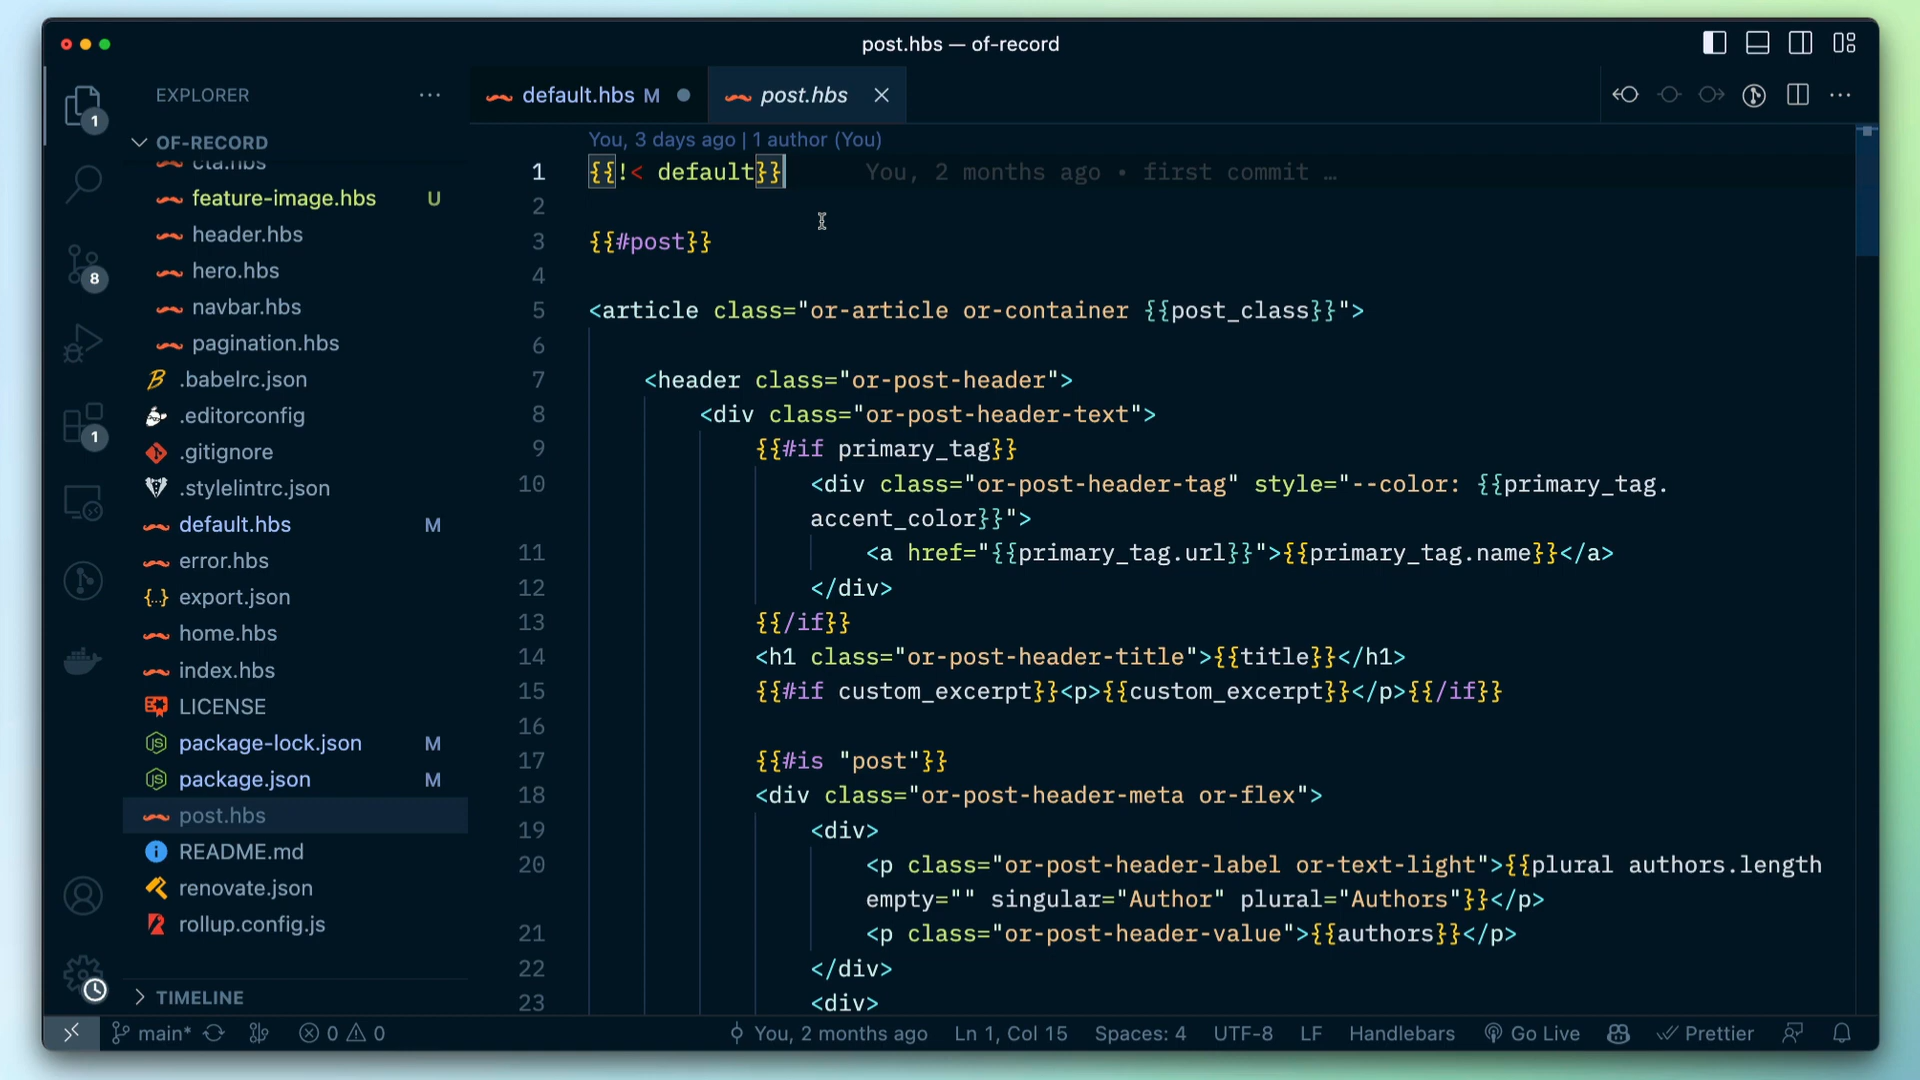 post.hbs — of-record
EXPLORER
...
default.hbs M
post.hbs
1
OF-RECORD
cta.hbs
feature-image.hbs U
header.hbs
hero.hbs
navbar.hbs
pagination.hbs
.babelrc.json
.editorconfig
.gitignore
.stylelintrc.json
default.hbs M
error.hbs
{..} export.json
home.hbs
index.hbs
LICENSE
package-lock.json M
package.json M
post.hbs
README.md
renovate.json
rollup.config.js
TIMELINE
8
1
You, 3 days ago | 1 author (You)
1 {{!< default}} You, 2 months ago • first commit …
2
3 {{#post}}
4
5 <article class="or-article or-container {{post_class}}">
6
7 <header class="or-post-header">
8 <div class="or-post-header-text">
9 {{#if primary_tag}}
10 <div class="or-post-header-tag" style="--color: {{primary_tag.
accent_color}}">
11 <a href="{{primary_tag.url}}">{{primary_tag.name}}</a>
12 </div>
13 {{/if}}
14 <h1 class="or-post-header-title">{{title}}</h1>
15 {{#if custom_excerpt}}<p>{{custom_excerpt}}</p>{{/if}}
16
17 {{#is "post"}}
18 <div class="or-post-header-meta or-flex">
19 <div>
20 <p class="or-post-header-label or-text-light">{{plural authors.length
empty="" singular="Author" plural="Authors"}}</p>
21 <p class="or-post-header-value">{{authors}}</p>
22 </div>
23 <div>
main* 0 0 You, 2 months ago Ln 1, Col 15 Spaces: 4 UTF-8 LF Handlebars Go Live Prettier